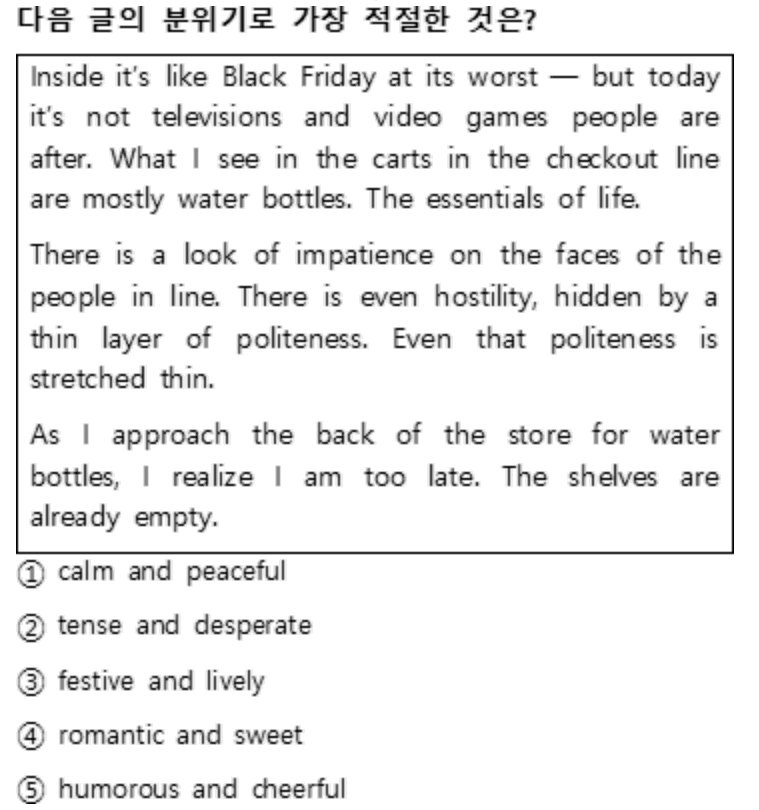 다음 글의 분위기로 가장 적절한 것은?
Inside it's like Black Friday at its worst — but today
it's not televisions and video games people are
after. What I see in the carts in the checkout line
are mostly water bottles. The essentials of life.
There is a look of impatience on the faces of the
people in line. There is even hostility, hidden by a
thin layer of politeness. Even that politeness is
stretched thin.
As I approach the back of the store for water
bottles, I realize I am too late. The shelves are
already empty.
① calm and peaceful
② tense and desperate
③ festive and lively
④ romantic and sweet
⑤ humorous and cheerful